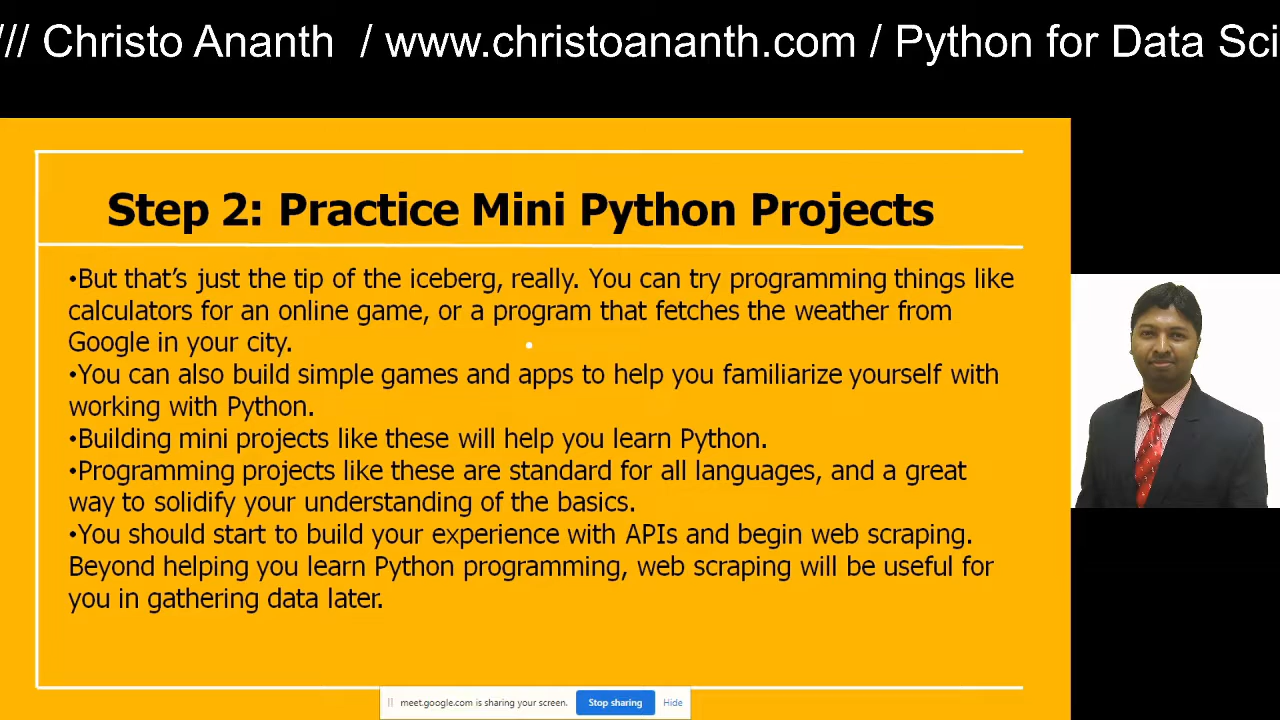 /// Christo Ananth / www.christoananth.com / Python for Data Sci
Step 2: Practice Mini Python Projects
•But that’s just the tip of the iceberg, really. You can try programming things like
calculators for an online game, or a program that fetches the weather from
Google in your city.
•You can also build simple games and apps to help you familiarize yourself with
working with Python.
•Building mini projects like these will help you learn Python.
•Programming projects like these are standard for all languages, and a great
way to solidify your understanding of the basics.
•You should start to build your experience with APIs and begin web scraping.
Beyond helping you learn Python programming, web scraping will be useful for
you in gathering data later.
meet.google.com is sharing your screen. Stop sharing Hide